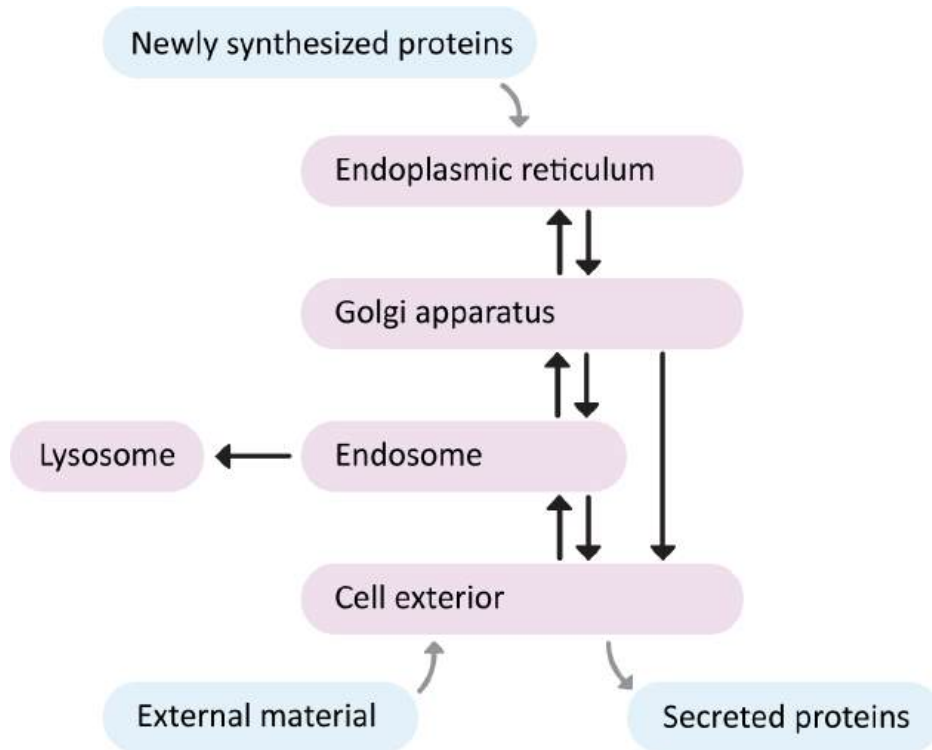 Newly synthesized proteins
Endoplasmic reticulum
Golgi apparatus
Lysosome
Endosome
Cell exterior
External material
Secreted proteins